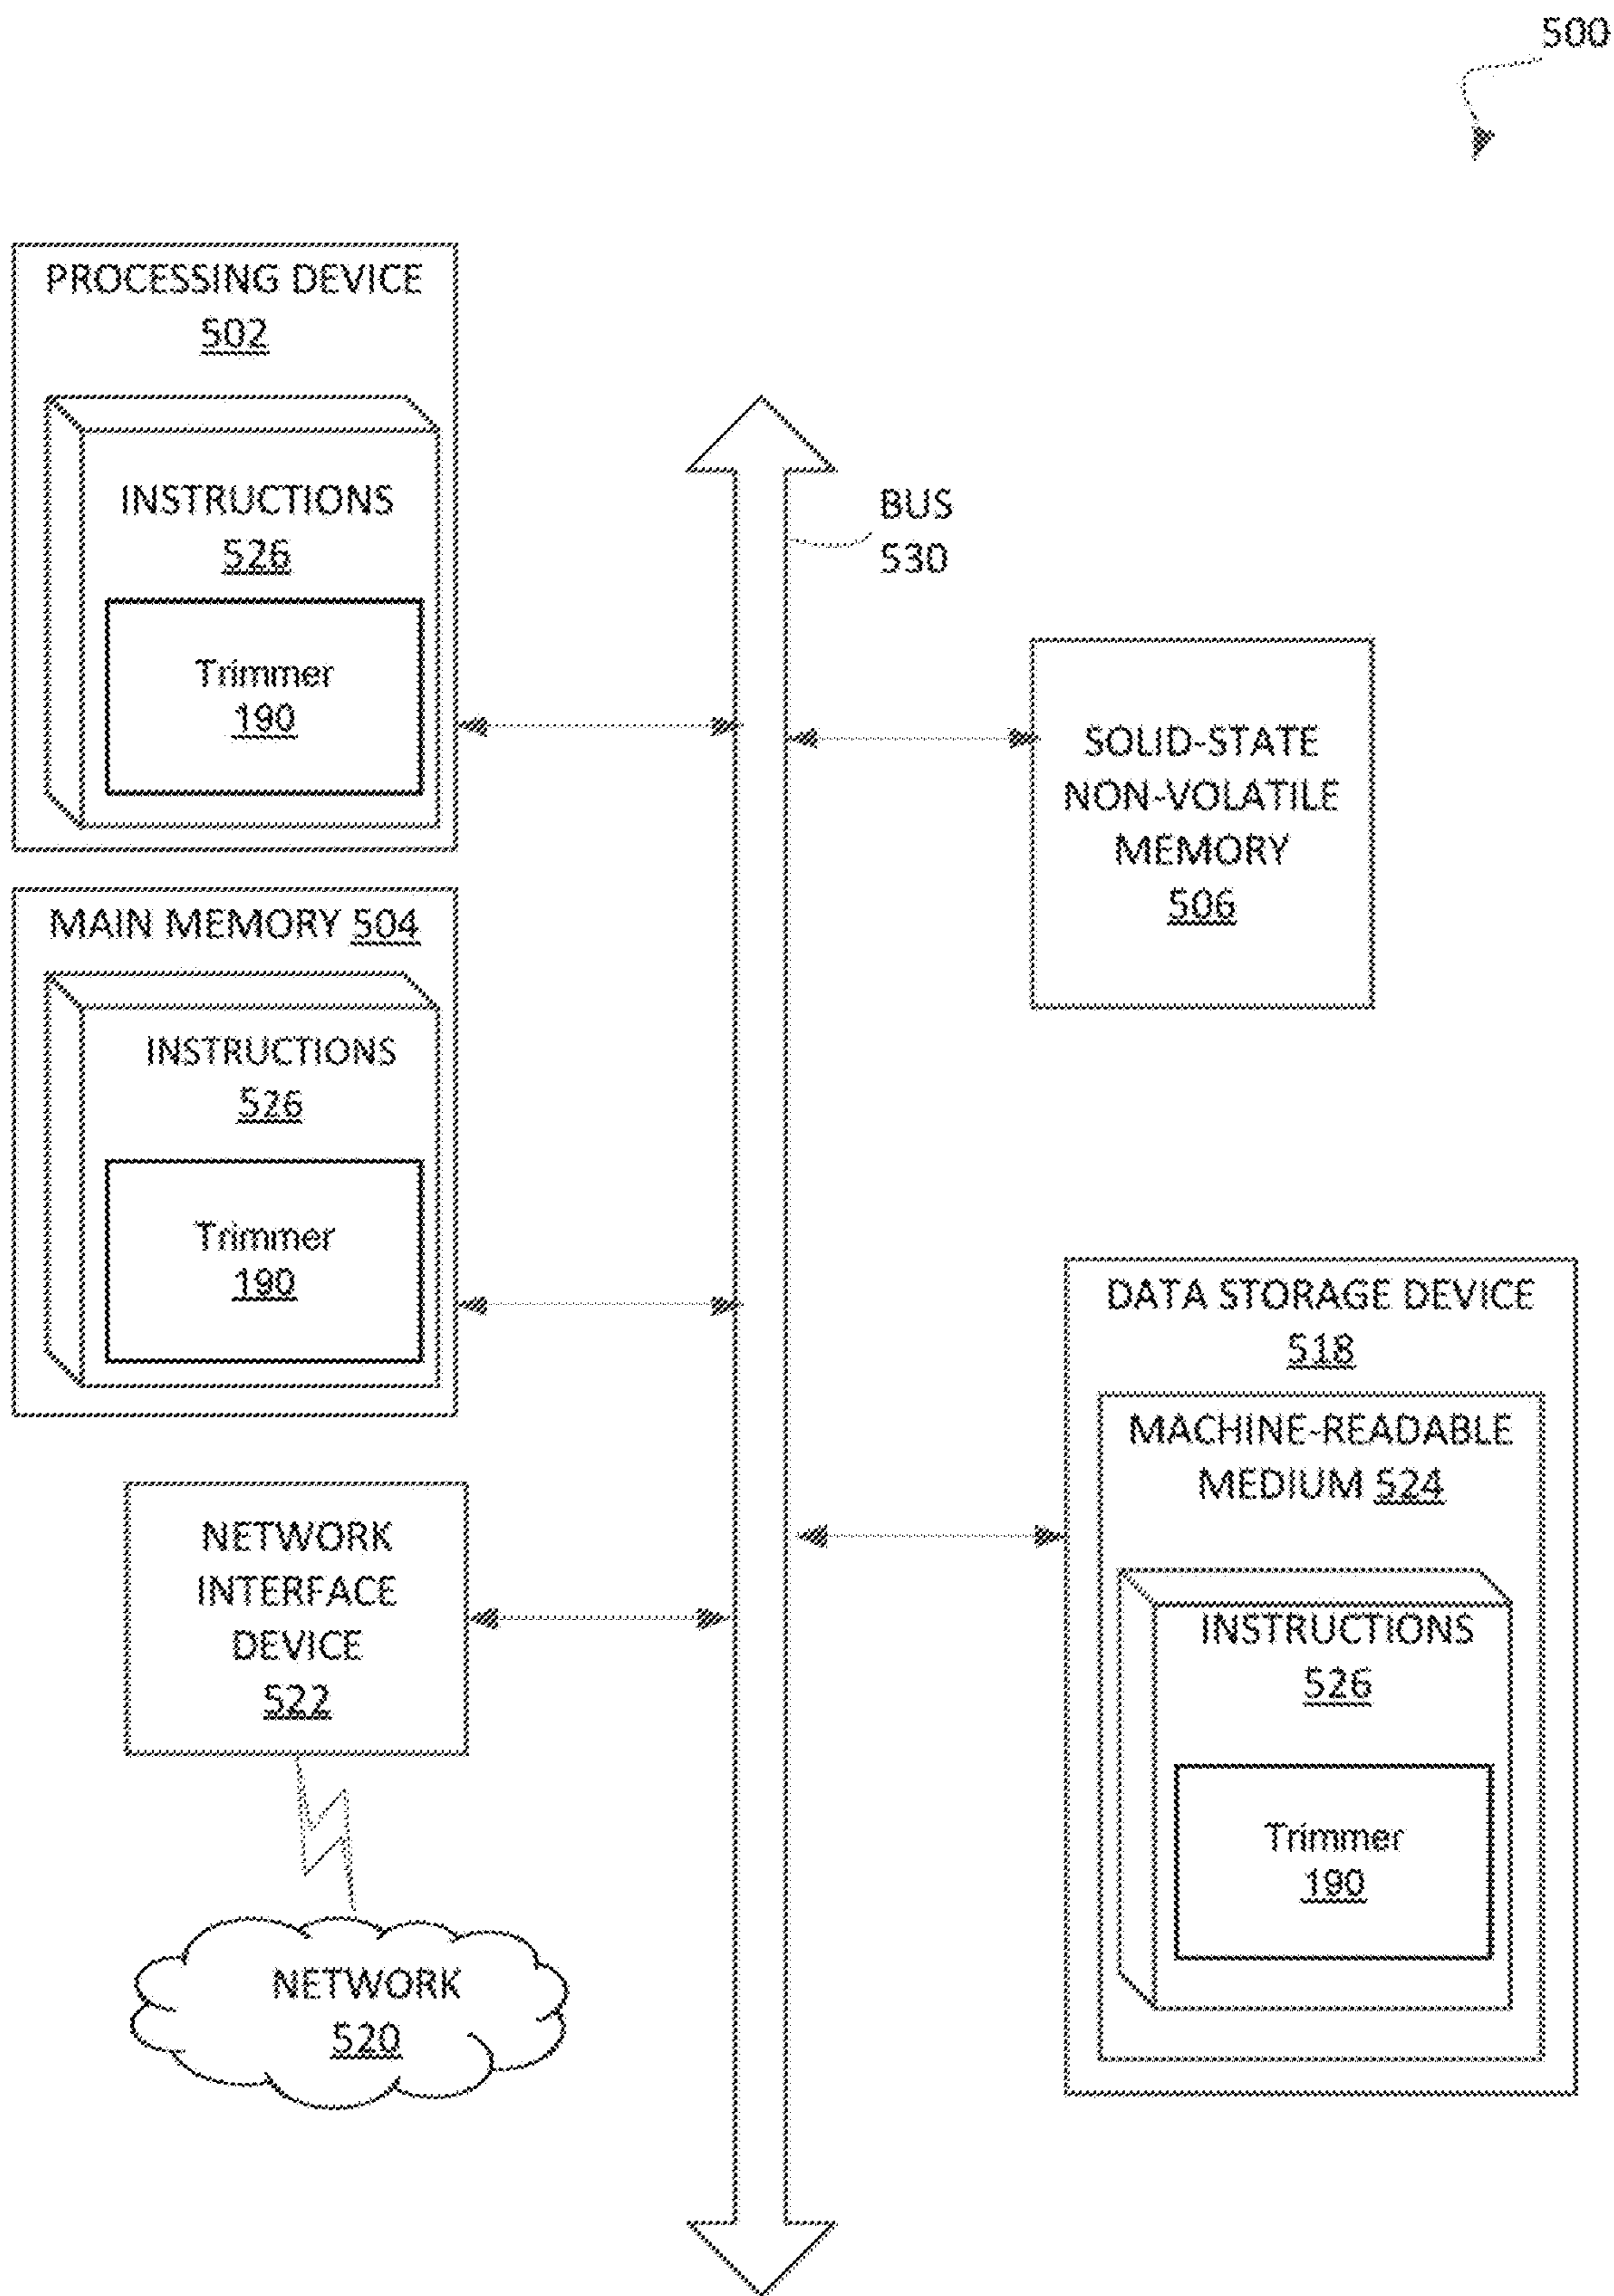 500
PROCESSING DEVICE
502
INSTRUCTIONS
526
Trimmer
190
BUS
530
SOLID-STATE
NON-VOLATILE
MEMORY
506
MAIN MEMORY 504
INSTRUCTIONS
526
Trimmer
190
DATA STORAGE DEVICE
518
MACHINE-READABLE
MEDIUM 524
INSTRUCTIONS
526
Trimmer
190
NETWORK
INTERFACE
DEVICE
522
NETWORK
520